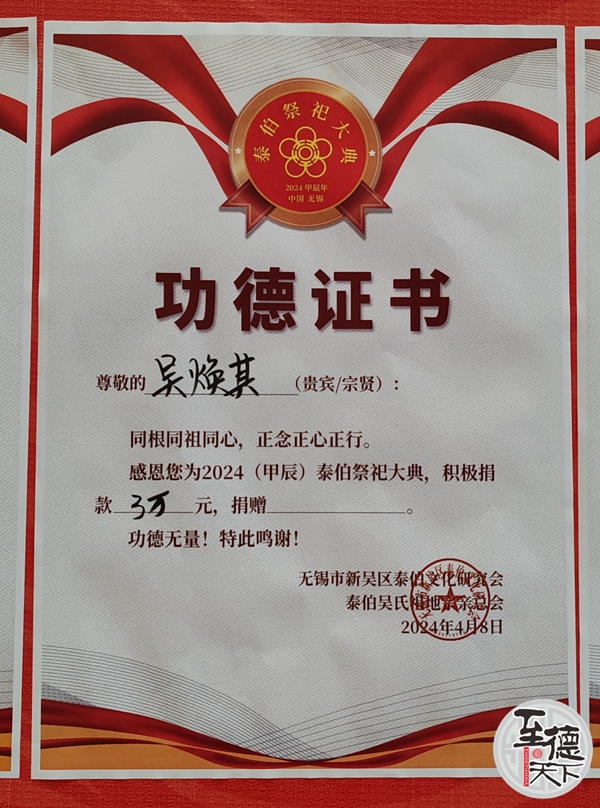 泰伯祭祀大典
2024 甲辰年
中国 无锡
功德证书
尊敬的吴焕其(贵宾/宗贤):
同根同祖同心,正念正心正行。
感恩您为2024(甲辰)泰伯祭祀大典,积极捐
款3万元,捐赠 。
功德无量!特此鸣谢!
无锡市新吴区泰伯文化研究会
泰伯吴氏祖地宗亲总会
2024年4月8日
至德
天下